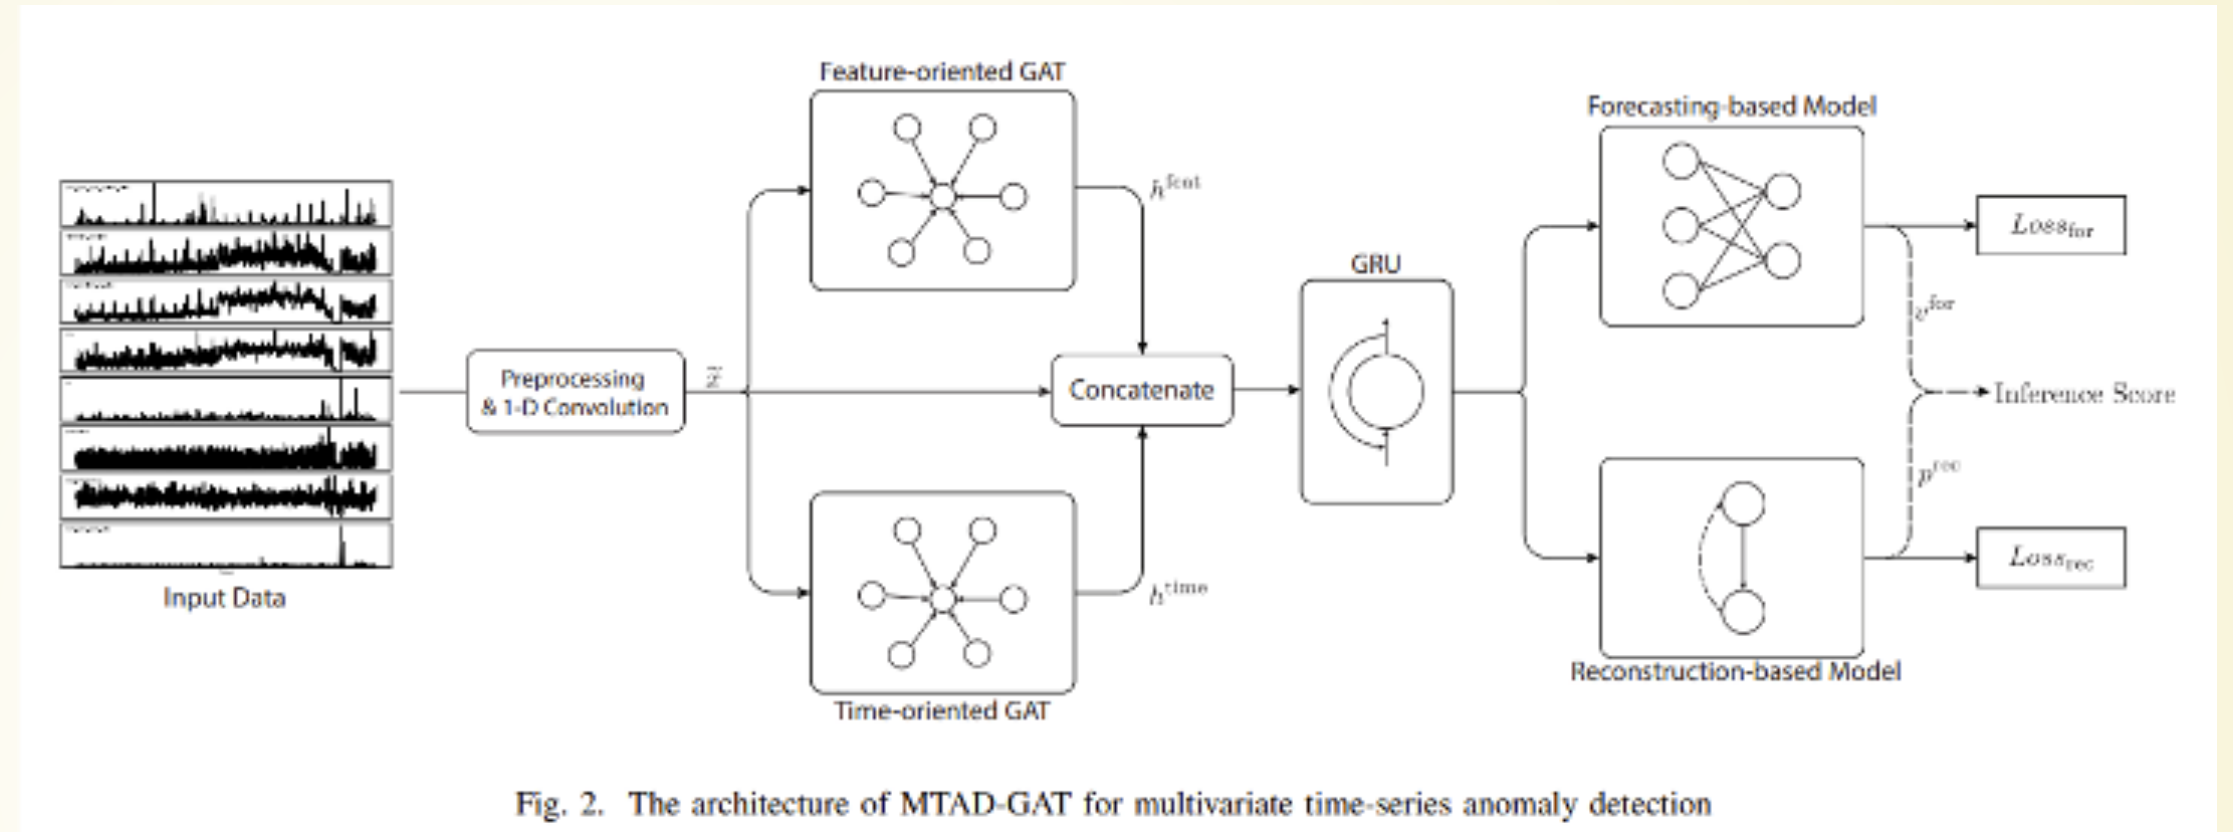 Feature-oriented GAT
Forecasting-based Model
h^feat
Loss_for
GRU
v^for
Preprocessing
& 1-D Convolution
x̃
Concatenate
Inference Score
p^rec
Loss_rec
h^time
Input Data
Reconstruction-based Model
Time-oriented GAT
Fig. 2. The architecture of MTAD-GAT for multivariate time-series anomaly detection